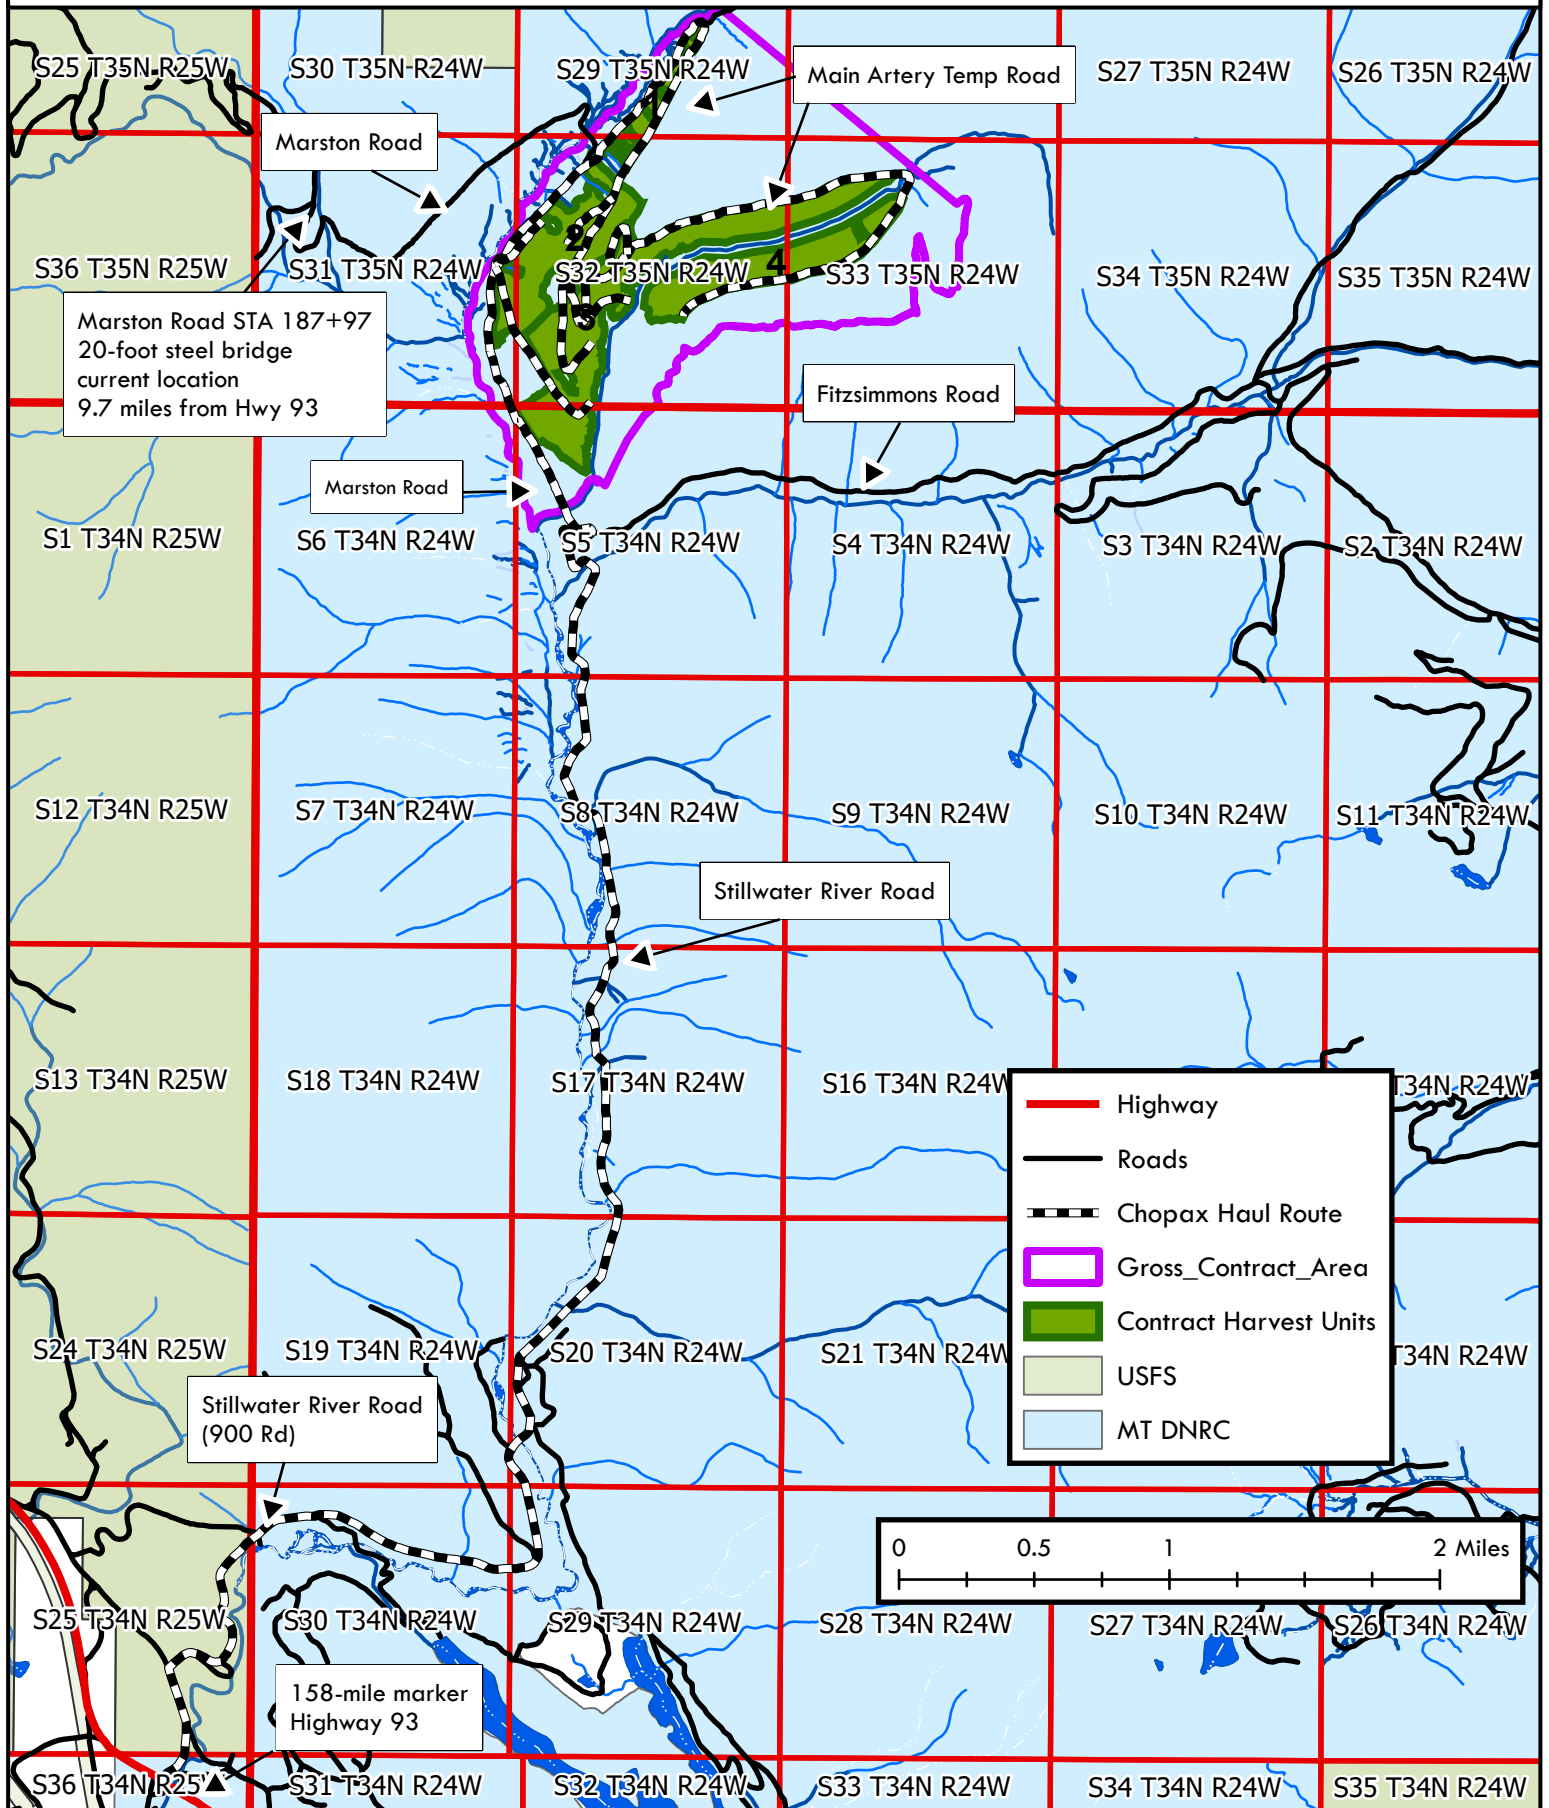 S25 T35N R25W
S30 T35N R24W
S29 T35N R24W
Main Artery Temp Road
S27 T35N R24W
S26 T35N R24W
Marston Road
1
2
S36 T35N R25W
S31 T35N R24W
S32 T35N R24W
4
S33 T35N R24W
S34 T35N R24W
S35 T35N R24W
3
Marston Road STA 187+97
20-foot steel bridge
current location
9.7 miles from Hwy 93
Fitzsimmons Road
Marston Road
S1 T34N R25W
S6 T34N R24W
S5 T34N R24W
S4 T34N R24W
S3 T34N R24W
S2 T34N R24W
S12 T34N R25W
S7 T34N R24W
S8 T34N R24W
S9 T34N R24W
S10 T34N R24W
S11 T34N R24W
Stillwater River Road
S13 T34N R25W
S18 T34N R24W
S17 T34N R24W
S16 T34N R24W
T34N R24W
Highway
Roads
Chopax Haul Route
Gross_Contract_Area
Contract Harvest Units
USFS
MT DNRC
S24 T34N R25W
S19 T34N R24W
S20 T34N R24W
S21 T34N R24W
T34N R24W
Stillwater River Road
(900 Rd)
0 0.5 1 2 Miles
S25 T34N R25W
S30 T34N R24W
S29 T34N R24W
S28 T34N R24W
S27 T34N R24W
S26 T34N R24W
158-mile marker
Highway 93
S36 T34N R25W
S31 T34N R24W
S32 T34N R24W
S33 T34N R24W
S34 T34N R24W
S35 T34N R24W